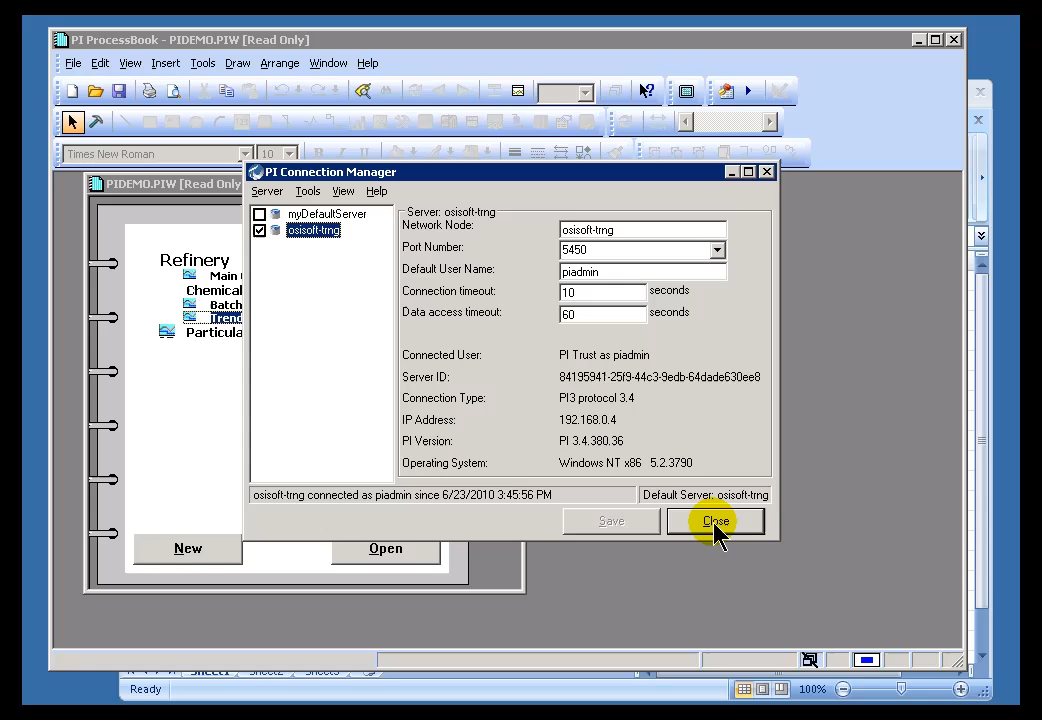 PI ProcessBook - PIDEMO.PIW [Read Only]
File Edit View Insert Tools Draw Arrange Window Help
Times New Roman 10 B I U
PIDEMO.PIW [Read Only
Refinery
Main
Chemical
Batch
Trend
Particula
New
Open
PI Connection Manager
Server Tools View Help
myDefaultServer
osisoft-trng
Server: osisoft-trng
Network Node: osisoft-trng
Port Number: 5450
Default User Name: piadmin
Connection timeout: 10 seconds
Data access timeout: 60 seconds
Connected User: PI Trust as piadmin
Server ID: 84195941-25f9-44c3-9edb-64dade630ee8
Connection Type: PI3 protocol 3.4
IP Address: 192.168.0.4
PI Version: PI 3.4.380.36
Operating System: Windows NT x86 5.2.3790
osisoft-trng connected as piadmin since 6/23/2010 3:45:56 PM
Default Server: osisoft-trng
Save
Close
Sheet1 Sheet2 Sheet3
Ready
100%